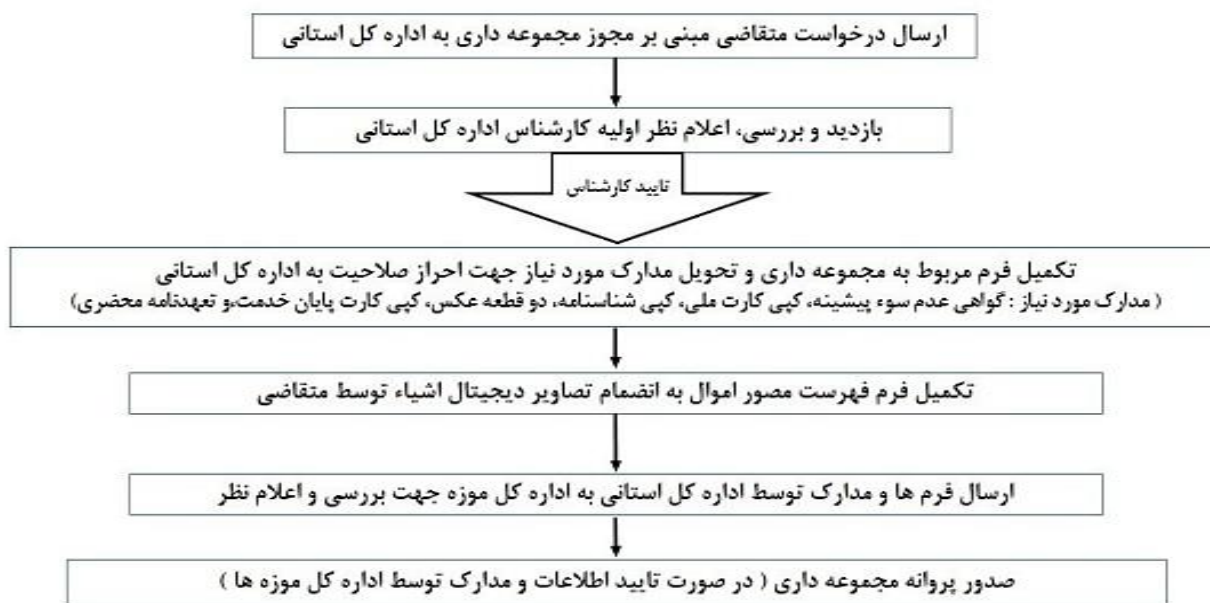 ارسال درخواست متقاضی مبنی بر مجوز مجموعه داری به اداره کل استانی
بازدید و بررسی، اعلام نظر اولیه کارشناس اداره کل استانی
تایید کارشناس
تکمیل فرم مربوط به مجموعه داری و تحویل مدارک مورد نیاز جهت احراز صلاحیت به اداره کل استانی
( مدارک مورد نیاز : گواهی عدم سوء پیشینه، کپی کارت ملی، کپی شناسنامه، دو قطعه عکس، کپی کارت پایان خدمت،و تعهدنامه محضری)
تکمیل فرم فهرست مصور اموال به انضمام تصاویر دیجیتال اشیاء توسط متقاضی
ارسال فرم ها و مدارک توسط اداره کل استانی به اداره کل موزه جهت بررسی و اعلام نظر
صدور پروانه مجموعه داری ( در صورت تایید اطلاعات و مدارک توسط اداره کل موزه ها )